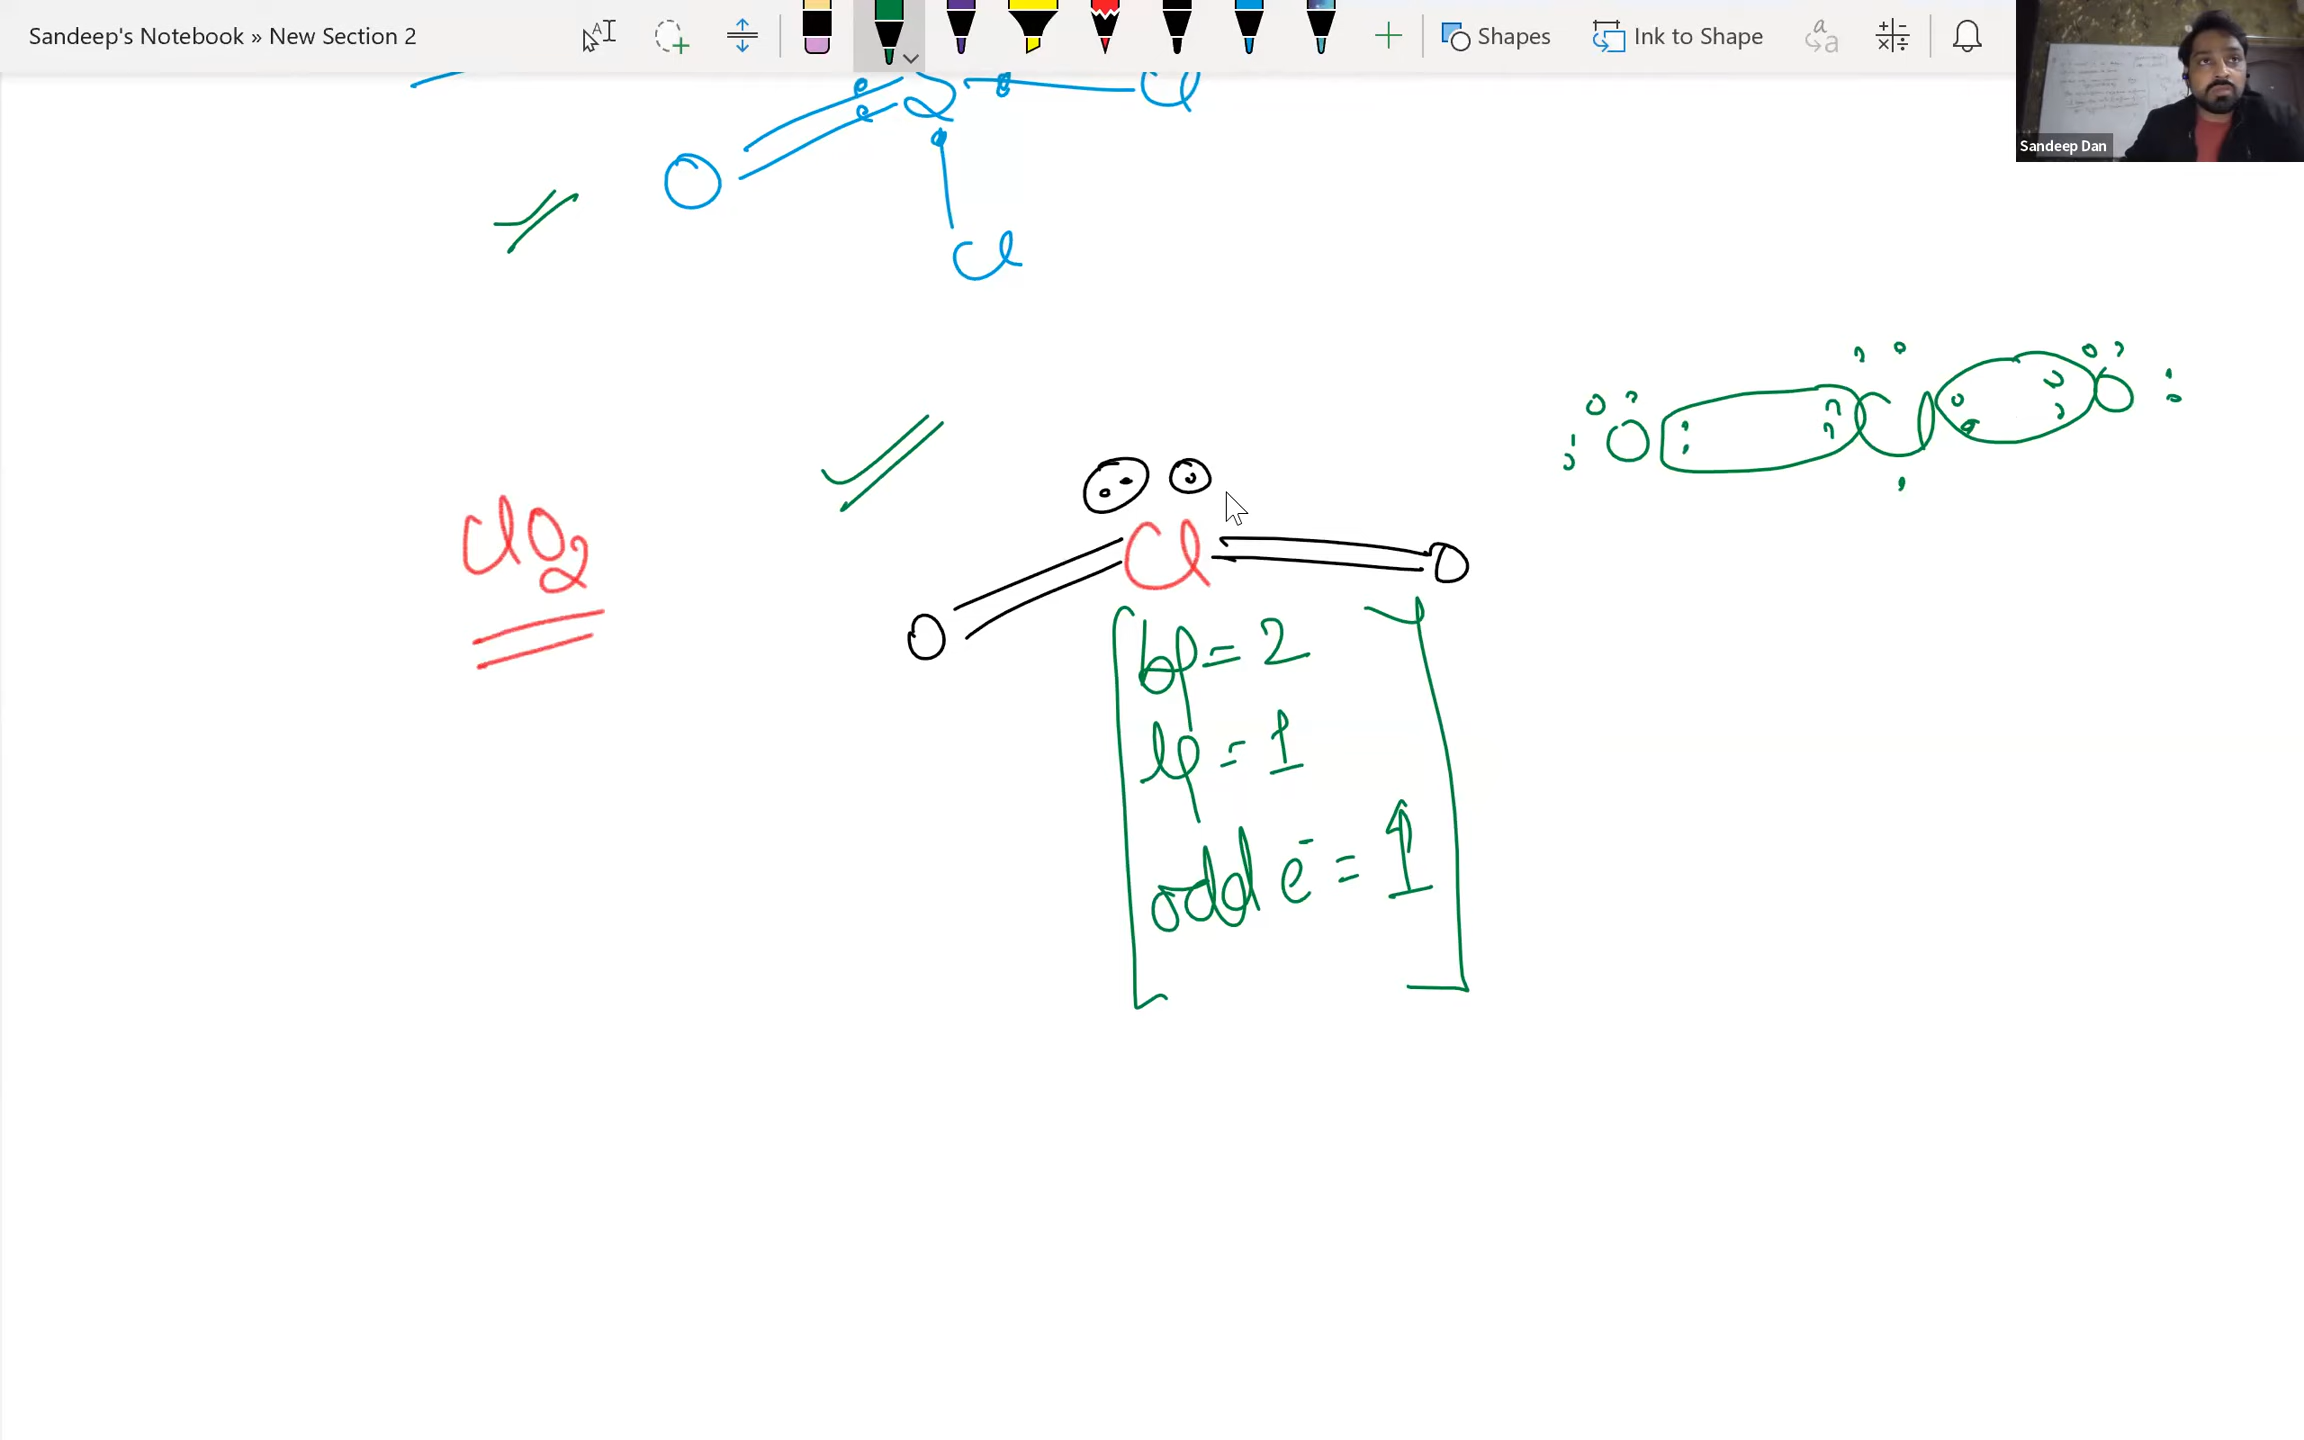 Sandeep's Notebook » New Section 2
Shapes
Ink to Shape
Sandeep Dan
Cl
O
Cl
O Cl O
ClO2
Cl
O
O
bp = 2
lp = 1
odd e- = 1